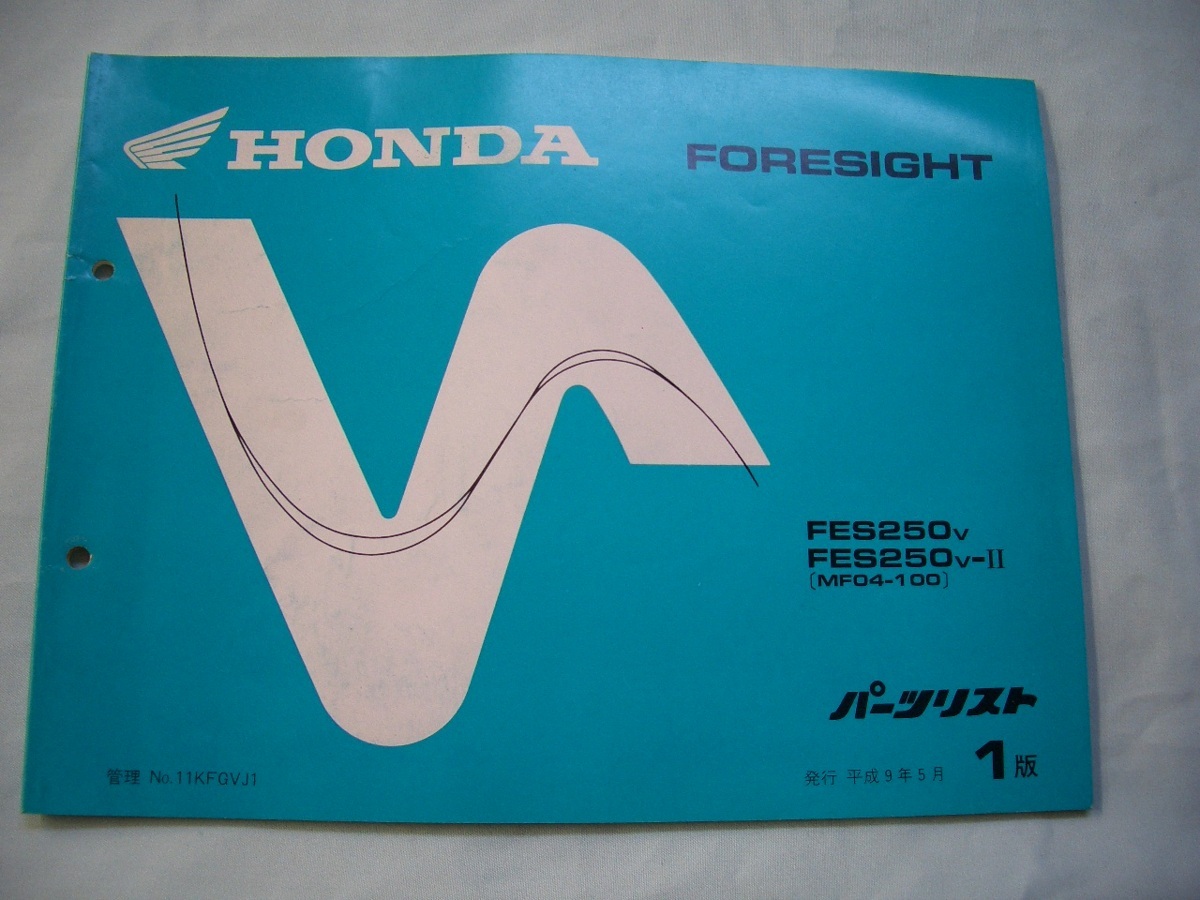 HONDA FORESIGHT
FES250V
FES250V-II
〔MF04-100〕
パーツリスト
管理 No.11KFGVJ1
発行 平成9年5月 1版